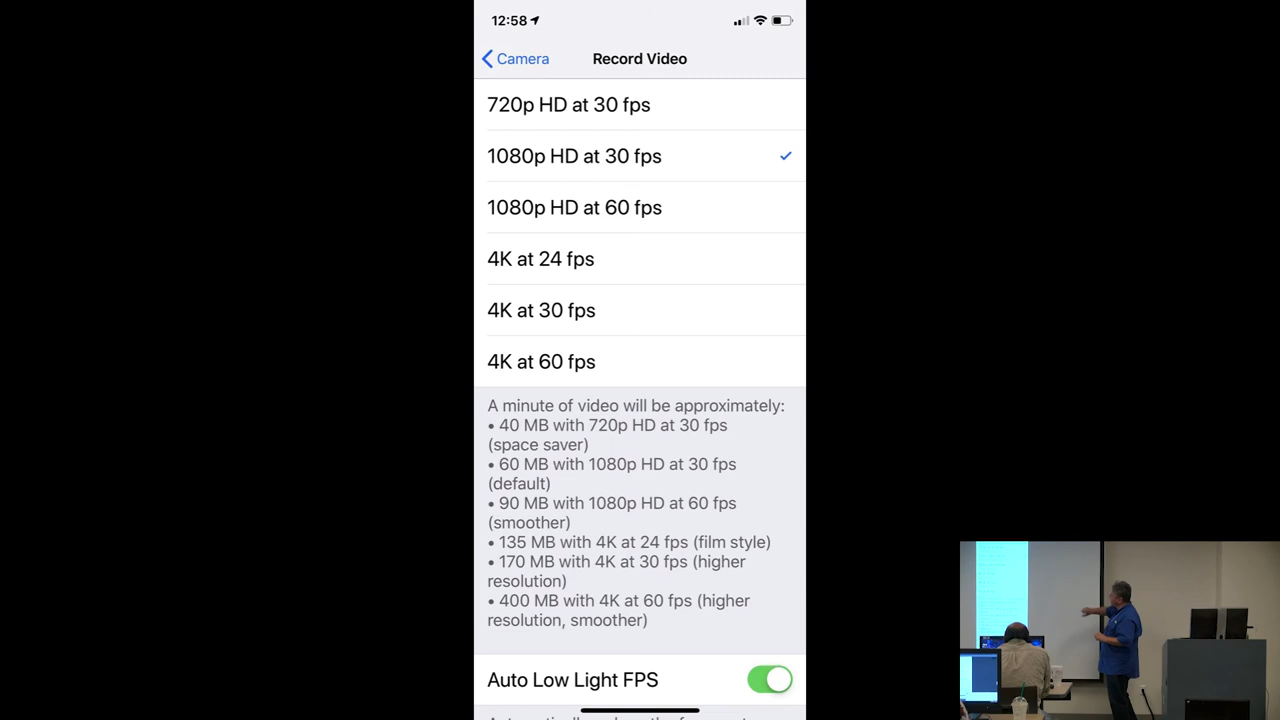 12:58
Camera
Record Video
720p HD at 30 fps
1080p HD at 30 fps
1080p HD at 60 fps
4K at 24 fps
4K at 30 fps
4K at 60 fps
A minute of video will be approximately:
• 40 MB with 720p HD at 30 fps
(space saver)
• 60 MB with 1080p HD at 30 fps
(default)
• 90 MB with 1080p HD at 60 fps
(smoother)
• 135 MB with 4K at 24 fps (film style)
• 170 MB with 4K at 30 fps (higher
resolution)
• 400 MB with 4K at 60 fps (higher
resolution, smoother)
Auto Low Light FPS